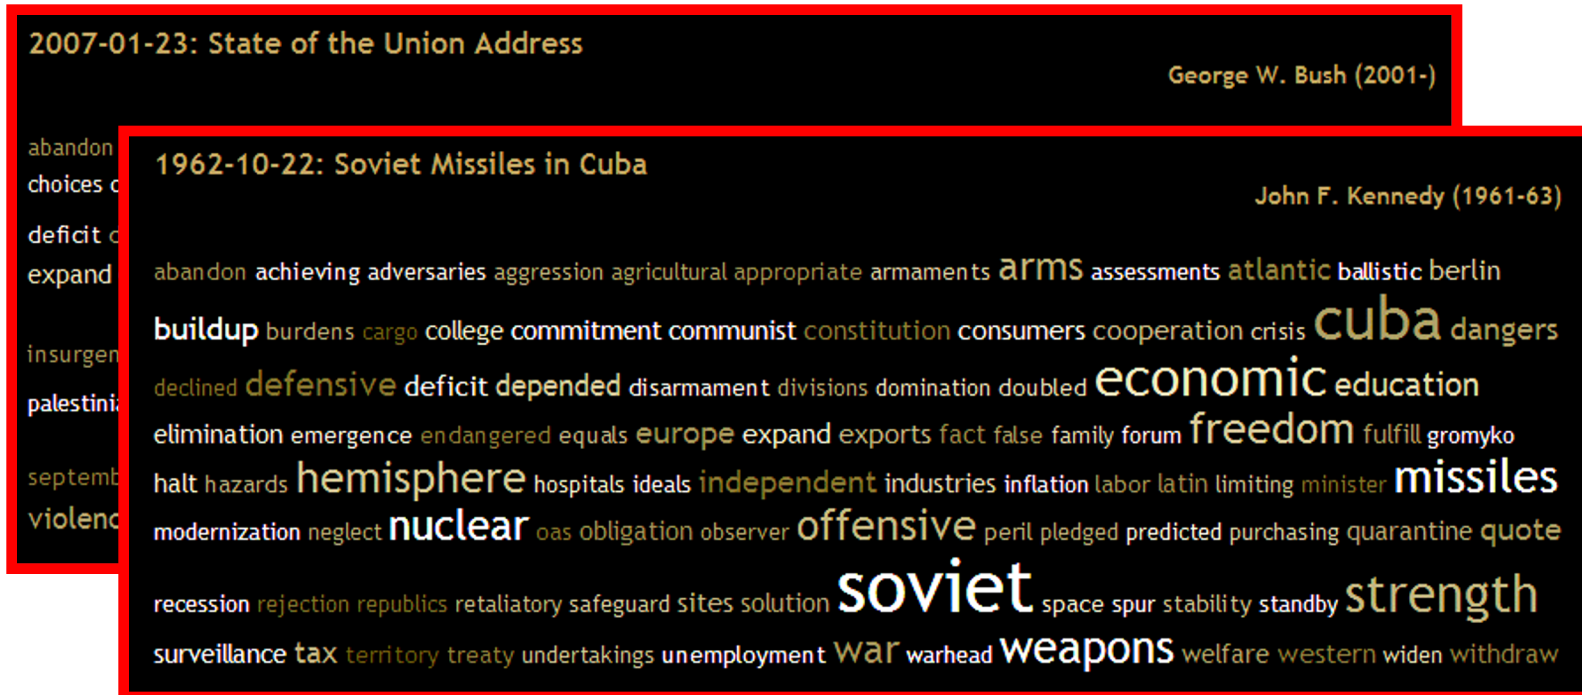 2007-01-23: State of the Union Address
George W. Bush (2001-)
abandon
choices
deficit
expand
1962-10-22: Soviet Missiles in Cuba
John F. Kennedy (1961-63)
abandon achieving adversaries aggression agricultural appropriate armaments arms assessments atlantic ballistic berlin
buildup burdens cargo college commitment communist constitution consumers cooperation crisis cuba dangers
declined defensive deficit depended disarmament divisions domination doubled economic education
elimination emergence endangered equals europe expand exports fact false family forum freedom fulfill gromyko
halt hazards hemisphere hospitals ideals independent industries inflation labor latin limiting minister missiles
modernization neglect nuclear oas obligation observer offensive peril pledged predicted purchasing quarantine quote
recession rejection republics retaliatory safeguard sites solution soviet space spur stability standby strength
surveillance tax territory treaty undertakings unemployment war warhead weapons welfare western widen withdraw